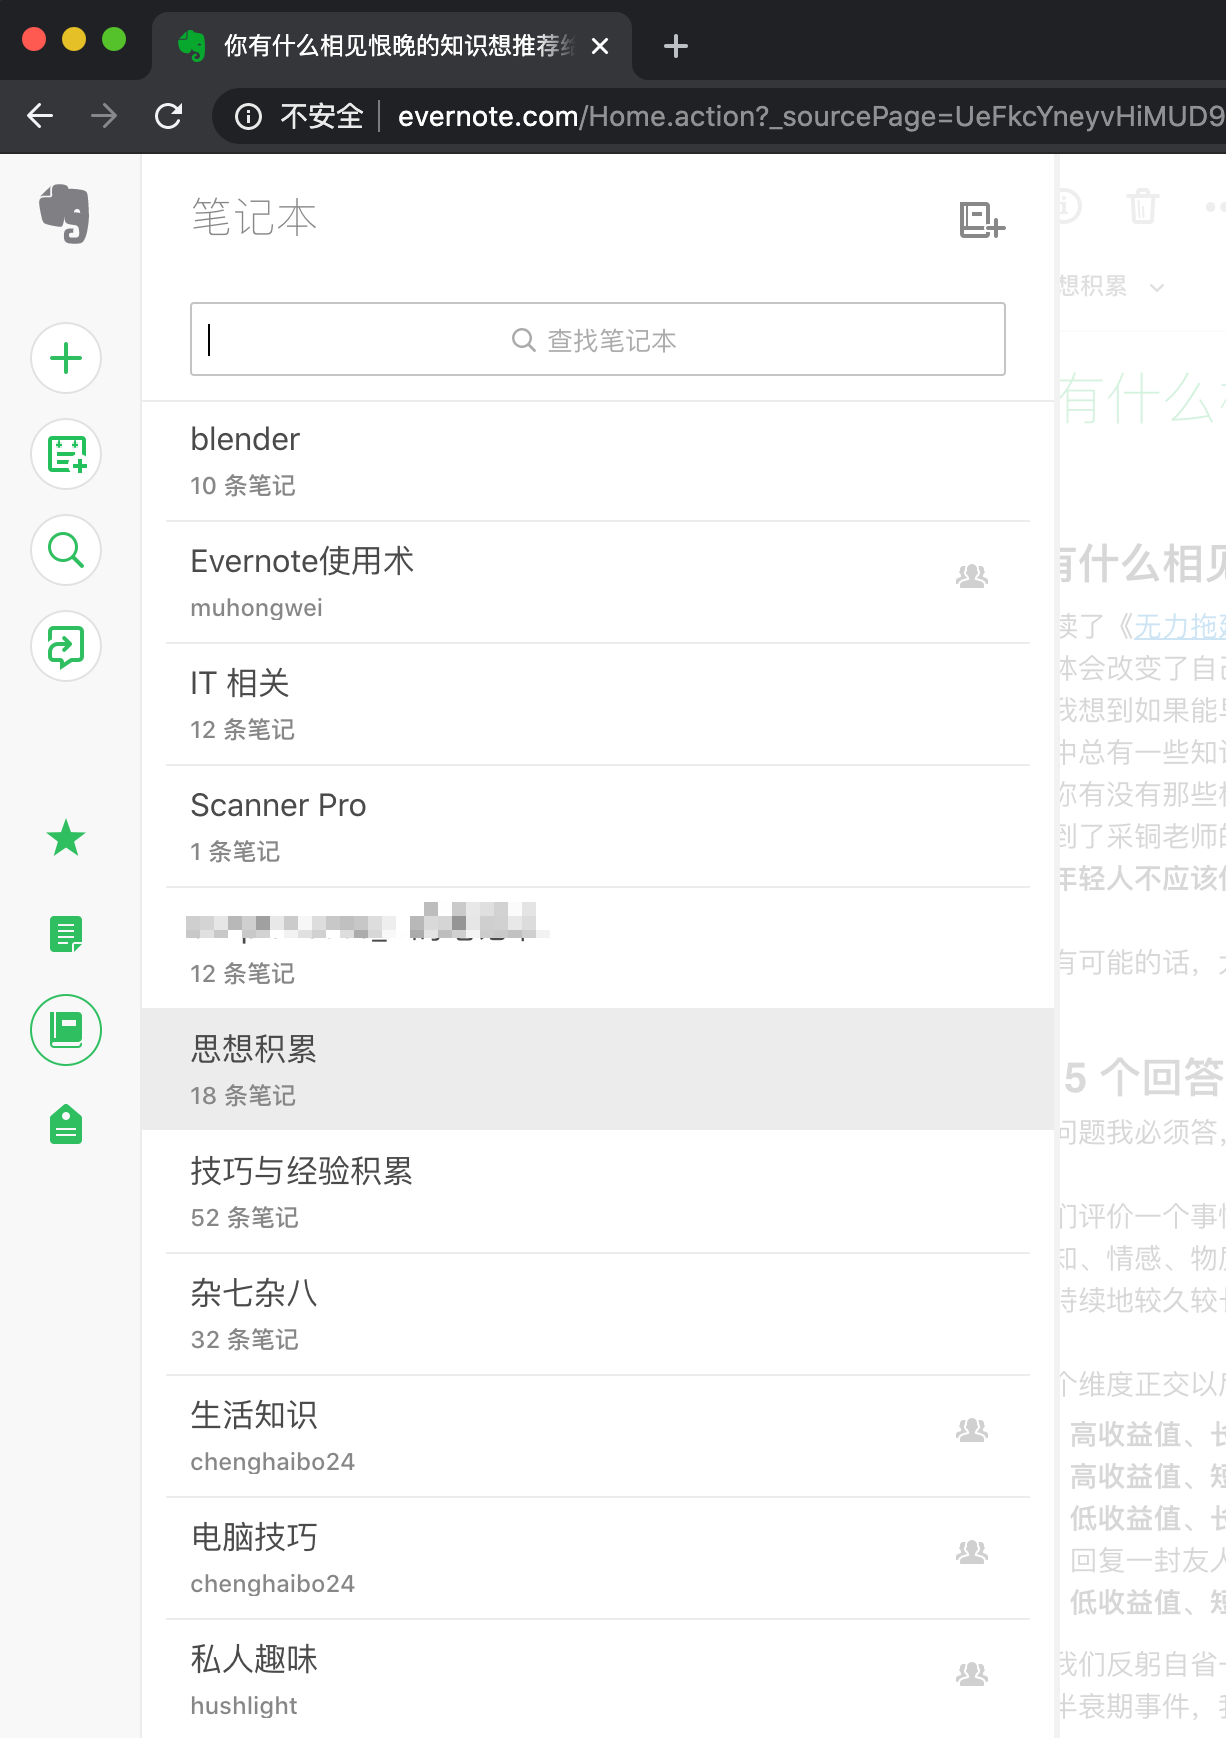 你有什么相见恨晚的知识想推荐
不安全
evernote.com/Home.action?_sourcePage=UeFkcYneyvHiMUD9
笔记本
查找笔记本
blender
10 条笔记
Evernote使用术
muhongwei
IT 相关
12 条笔记
Scanner Pro
1 条笔记
12 条笔记
思想积累
18 条笔记
技巧与经验积累
52 条笔记
杂七杂八
32 条笔记
生活知识
chenghaibo24
电脑技巧
chenghaibo24
私人趣味
hushlight
想积累
有什么
有什么相见
读了《无力拖延
体会改变了自己
我想到如果能
中总有一些知识
你有没有那些相
到了采铜老师的
年轻人不应该
有可能的话,
5 个回答
问题我必须答,
们评价一个事情
知、情感、物质
持续地较久较长
个维度正交以后
高收益值、长
高收益值、短
低收益值、长
回复一封友人
低收益值、短
我们反躬自省
半衰期事件,我